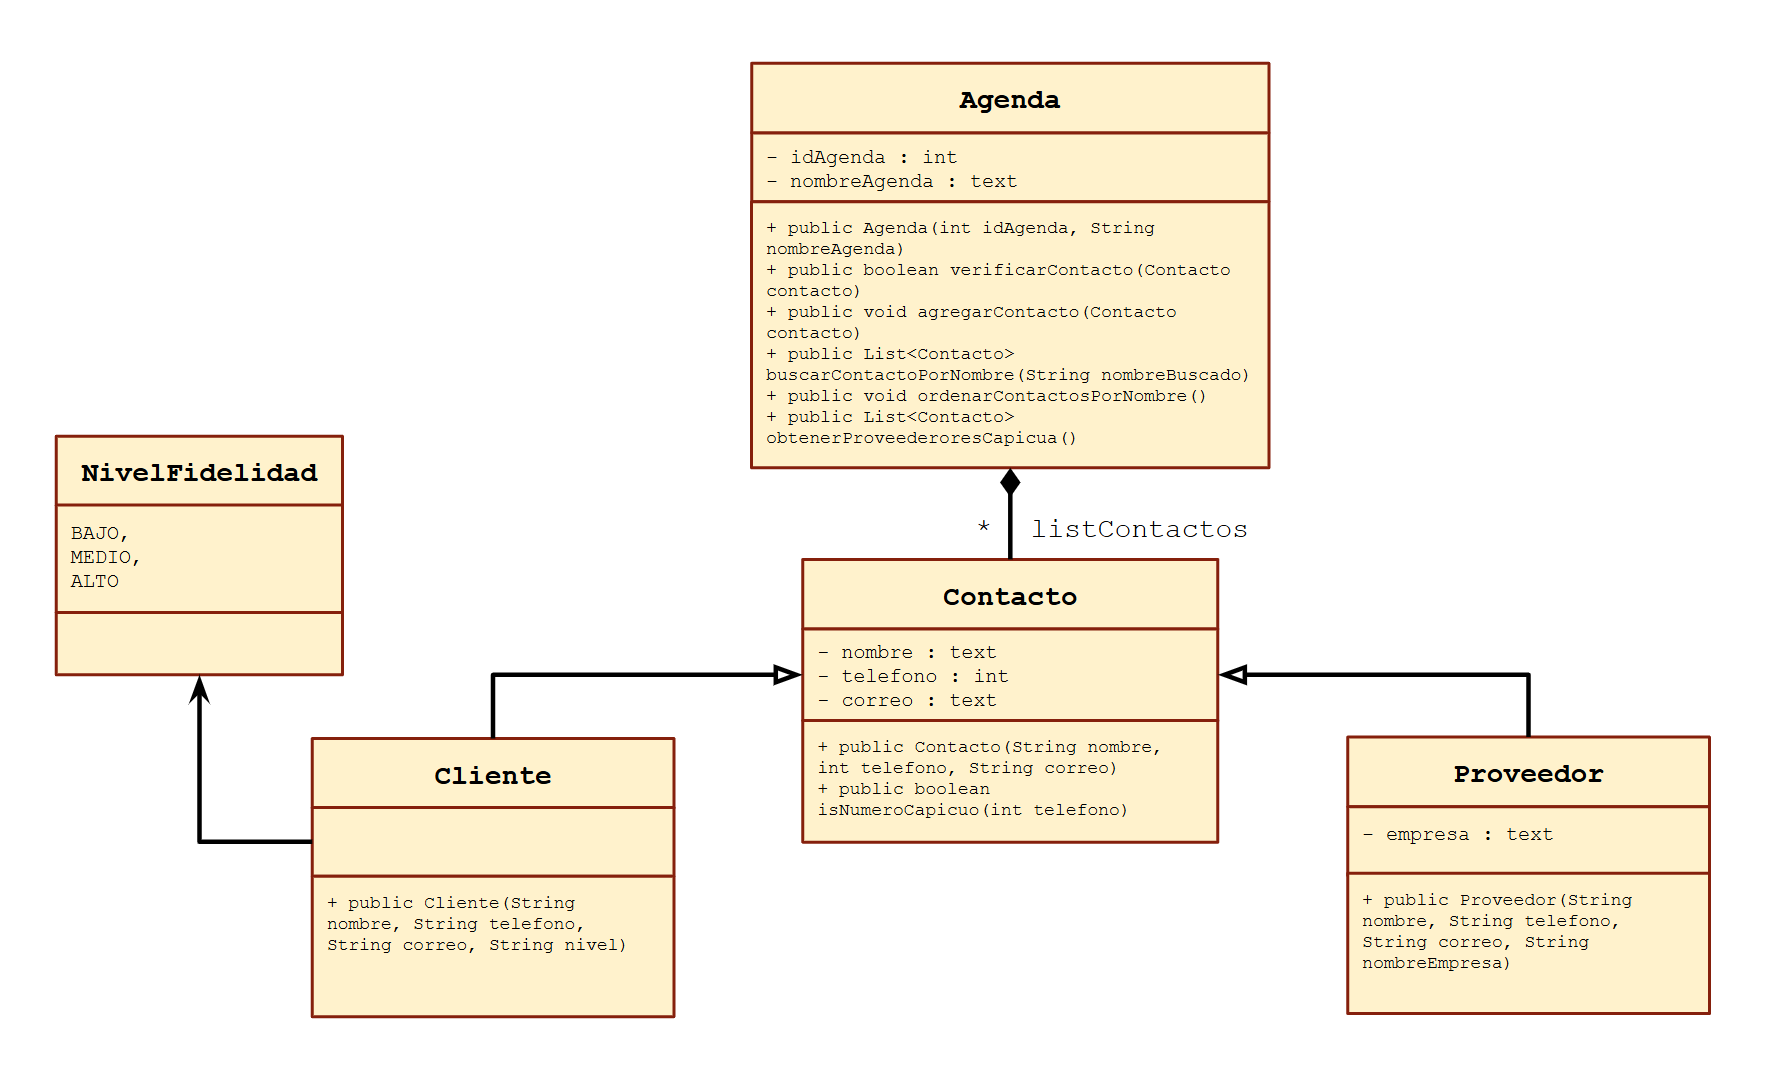 Agenda
- idAgenda : int
- nombreAgenda : text
+ public Agenda(int idAgenda, String
nombreAgenda)
+ public boolean verificarContacto(Contacto
contacto)
+ public void agregarContacto(Contacto
contacto)
+ public List<Contacto>
buscarContactoPorNombre(String nombreBuscado)
+ public void ordenarContactosPorNombre()
+ public List<Contacto>
obtenerProveederoresCapicua()
NivelFidelidad
BAJO,
MEDIO,
ALTO
* listContactos
Contacto
- nombre : text
- telefono : int
- correo : text
+ public Contacto(String nombre,
int telefono, String correo)
+ public boolean
isNumeroCapicuo(int telefono)
Cliente
+ public Cliente(String
nombre, String telefono,
String correo, String nivel)
Proveedor
- empresa : text
+ public Proveedor(String
nombre, String telefono,
String correo, String
nombreEmpresa)